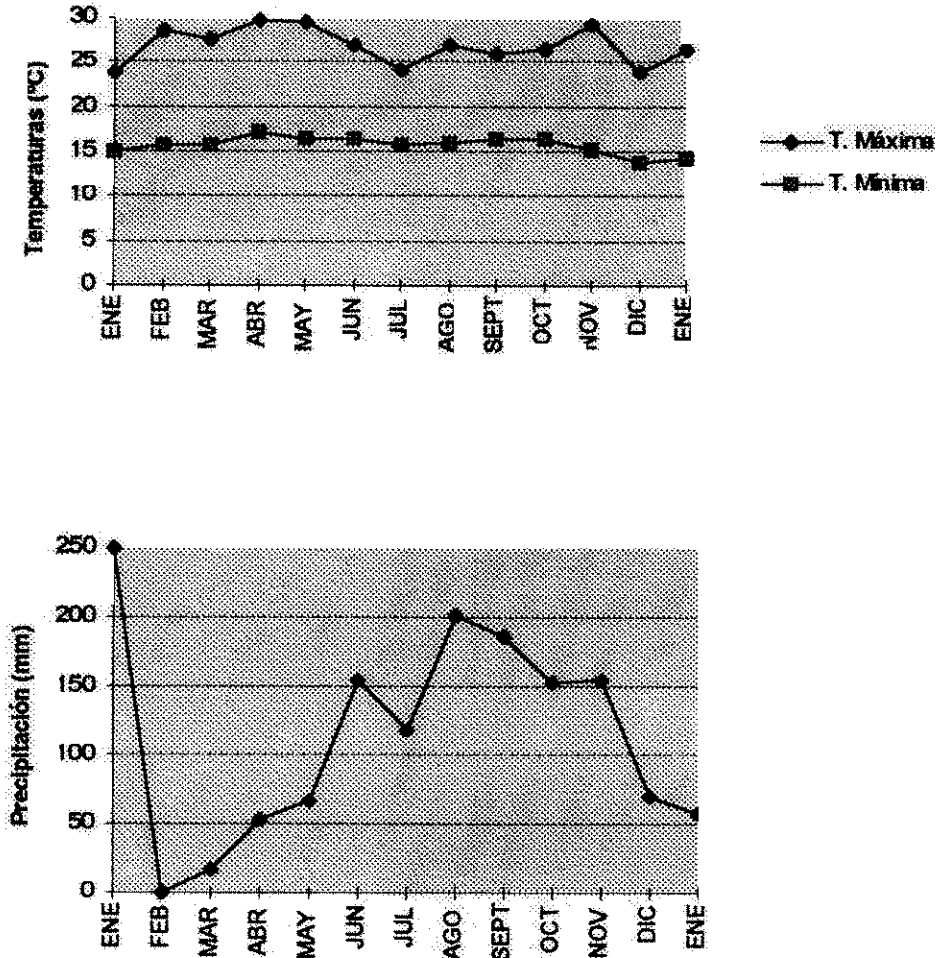 Temperaturas (°C)
30
25
20
15
10
5
0
ENE
FEB
MAR
ABR
MAY
JUN
JUL
AGO
SEPT
OCT
NOV
DIC
ENE
T. Máxima
T. Mínima
Precipitación (mm)
250
200
150
100
50
0
ENE
FEB
MAR
ABR
MAY
JUN
JUL
AGO
SEPT
OCT
NOV
DIC
ENE